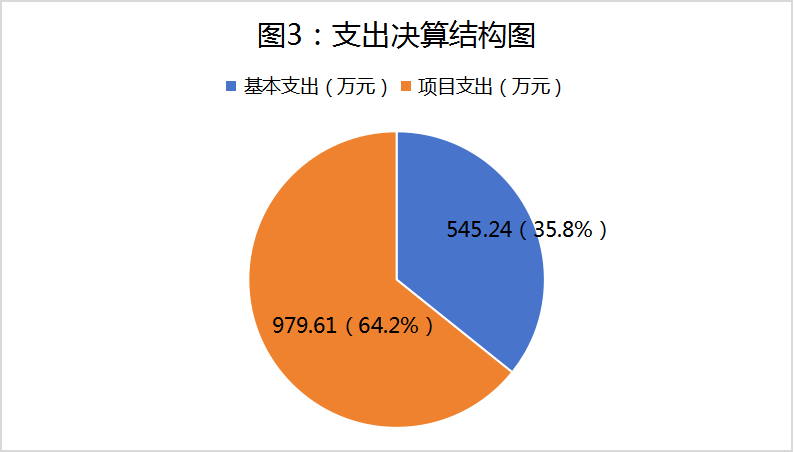 图3：支出决算结构图
基本支出（万元） 项目支出（万元）
545.24（35.8%）
979.61（64.2%）